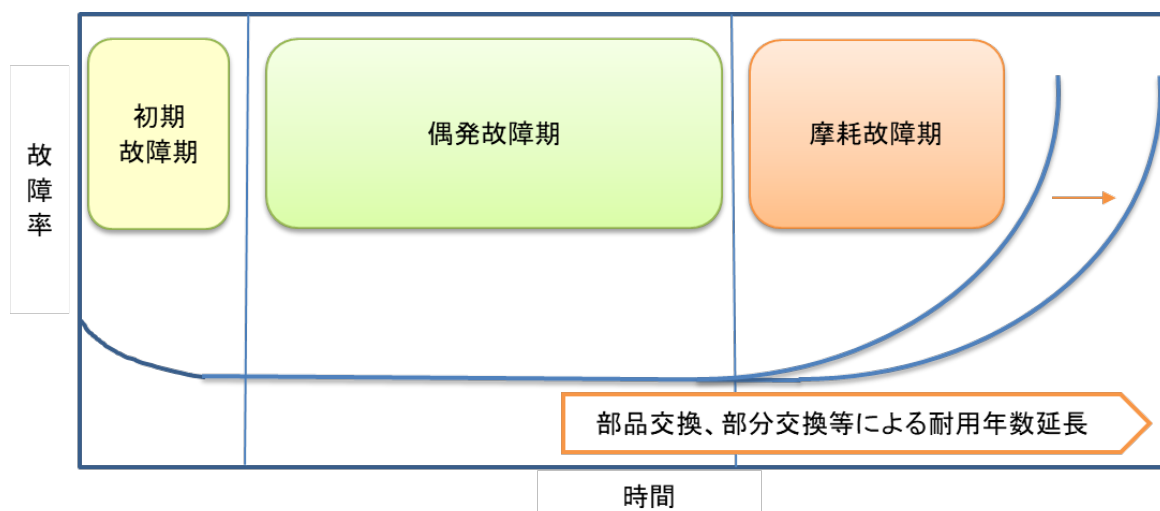 初期
故障期
偶発故障期
摩耗故障期
故
障
率
部品交換、部分交換等による耐用年数延長
時間